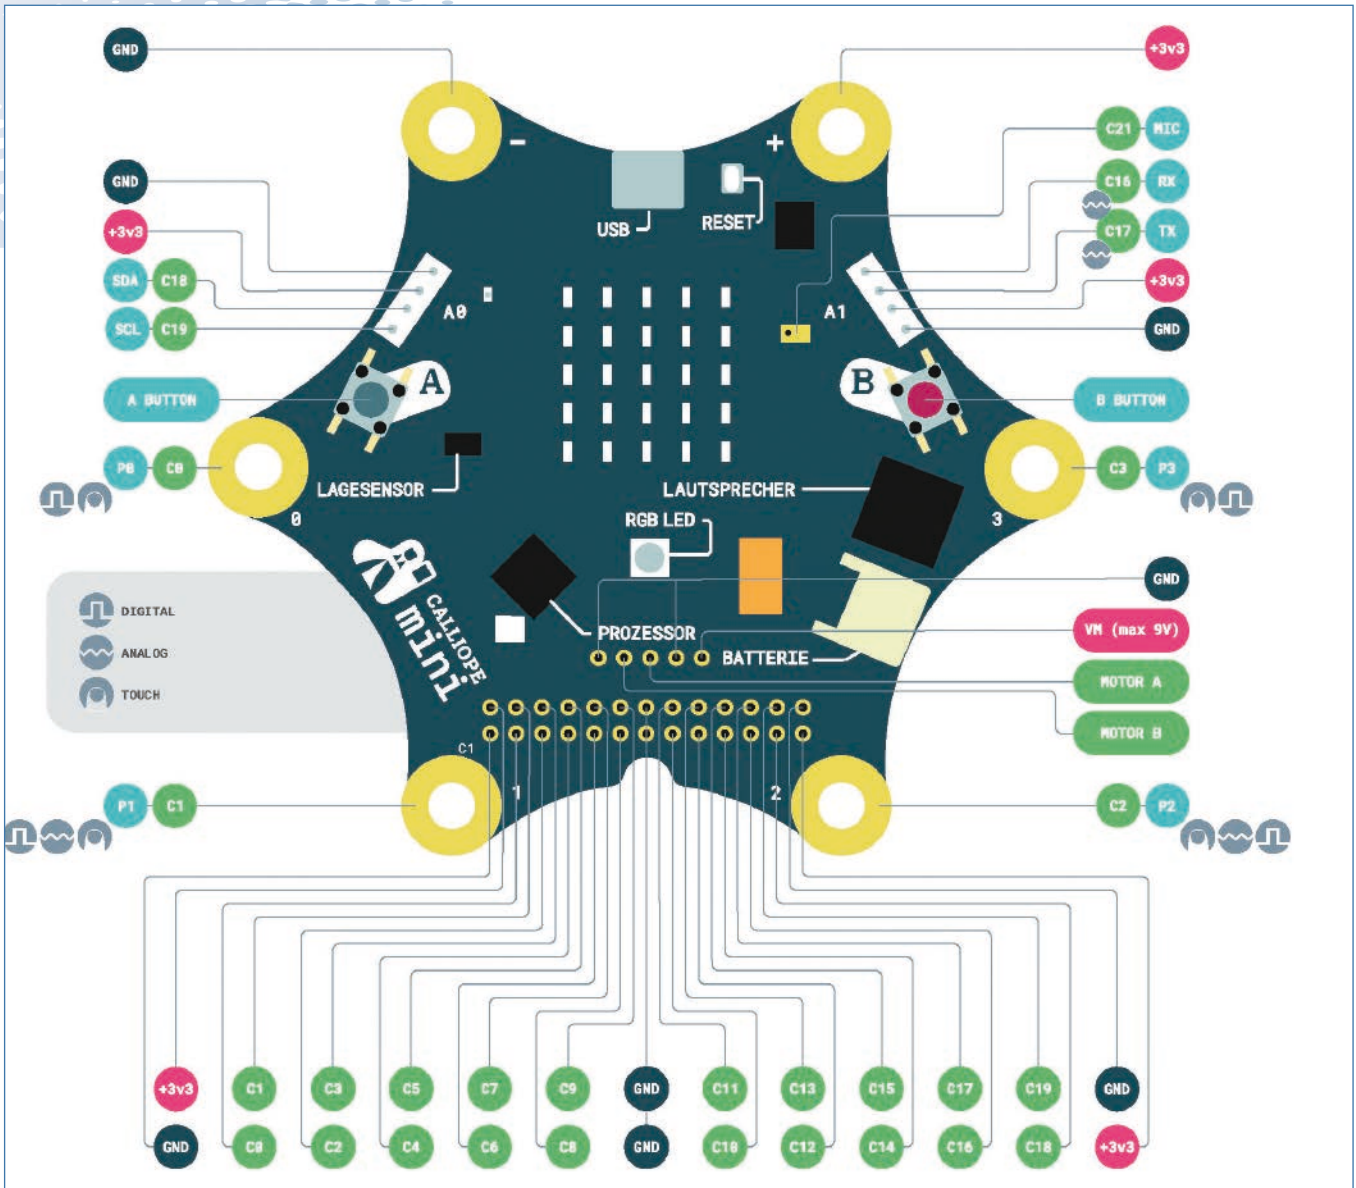 GND
+3v3
C21 MIC
GND
C16 RX
+3v3
C17 TX
SDA C18
+3v3
SCL C19
GND
- +
USB
RESET
A0
A1
A
B
A BUTTON
B BUTTON
P0 C0
C3 P3
LAGESENSOR
LAUTSPRECHER
0
3
RGB LED
CALLIOPE
mini
GND
DIGITAL
ANALOG
TOUCH
PROZESSOR
BATTERIE
VM (max 9V)
MOTOR A
MOTOR B
C1
1
2
P1 C1
C2 P2
+3v3 C1 C3 C5 C7 C9 GND C11 C13 C15 C17 C19 GND
GND C0 C2 C4 C6 C8 GND C10 C12 C14 C16 C18 +3v3